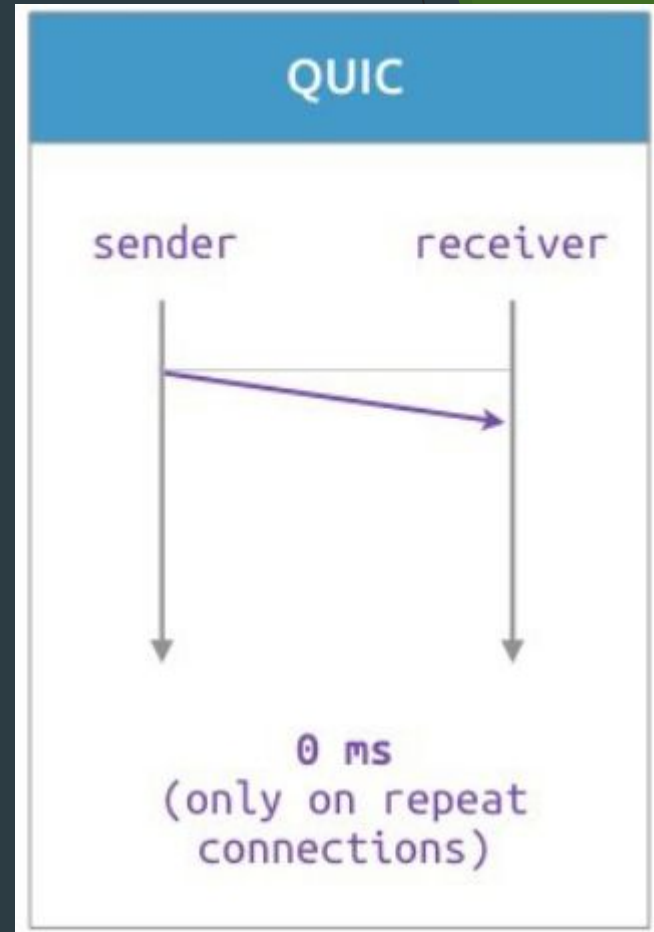 QUIC
sender receiver
0 ms
(only on repeat
connections)